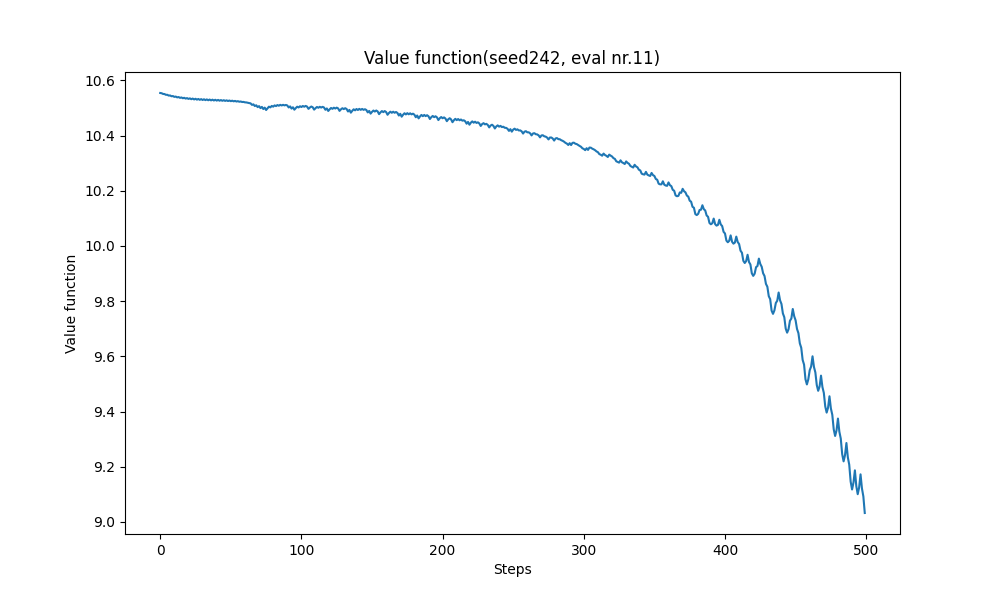 Value function(seed242, eval nr.11)
10.6
10.4
10.2
10.0
9.8
9.6
9.4
9.2
9.0
Value function
0 100 200 300 400 500
Steps